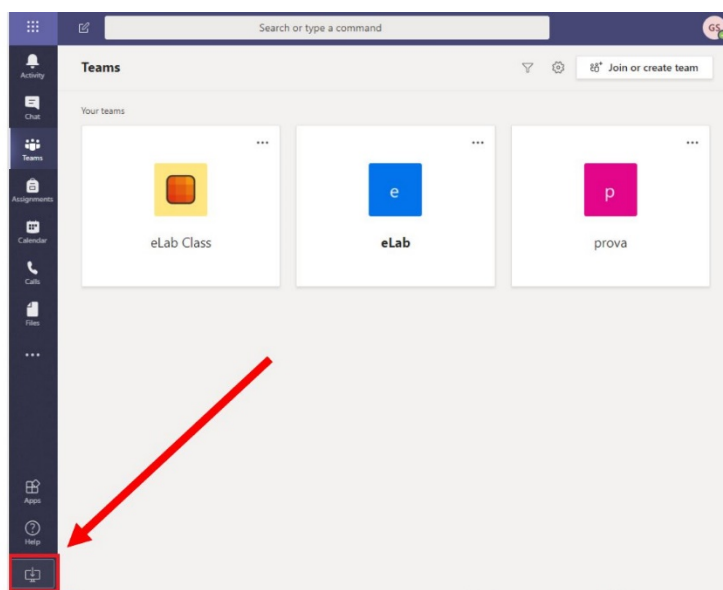 Search or type a command
GS
Activity
Chat
Teams
Assignments
Calendar
Calls
Files
Apps
Help
Teams
Join or create team
Your teams
eLab Class
e
eLab
p
prova